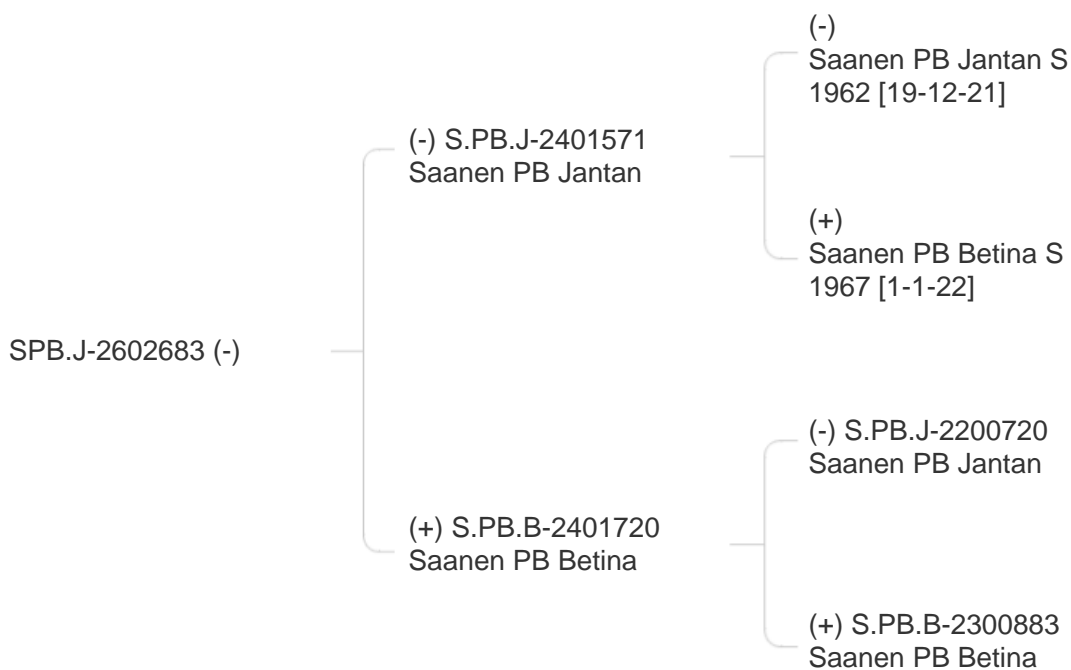 (-)
Saanen PB Jantan S
1962 [19-12-21]
(-) S.PB.J-2401571
Saanen PB Jantan
(+)
Saanen PB Betina S
1967 [1-1-22]
SPB.J-2602683 (-)
(-) S.PB.J-2200720
Saanen PB Jantan
(+) S.PB.B-2401720
Saanen PB Betina
(+) S.PB.B-2300883
Saanen PB Betina